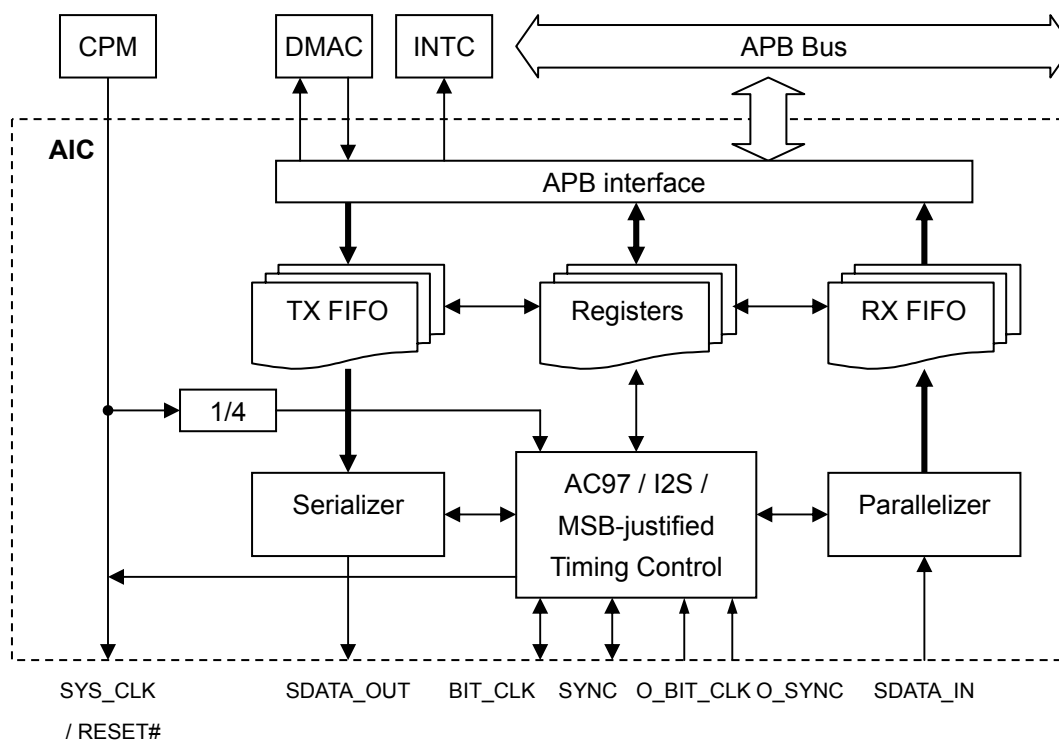 CPM
DMAC
INTC
APB Bus
AIC
APB interface
TX FIFO
Registers
RX FIFO
1/4
Serializer
AC97 / I2S /
MSB-justified
Timing Control
Parallelizer
SYS_CLK
/ RESET#
SDATA_OUT
BIT_CLK
SYNC
O_BIT_CLK
O_SYNC
SDATA_IN